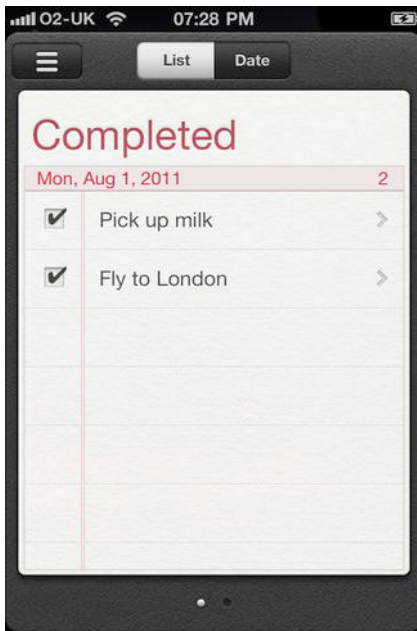 O2-UK 07:28 PM
List Date
Completed
Mon, Aug 1, 2011 2
Pick up milk
Fly to London